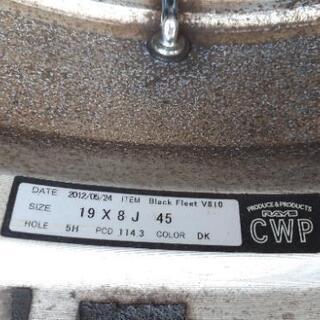 DATE 2012/05/24 ITEM Black Fleet V810
SIZE 19 X 8 J 45
HOLE 5H PCD 114.3 COLOR DK
PRODUCE & PRODUCTS
RAYS
CWP